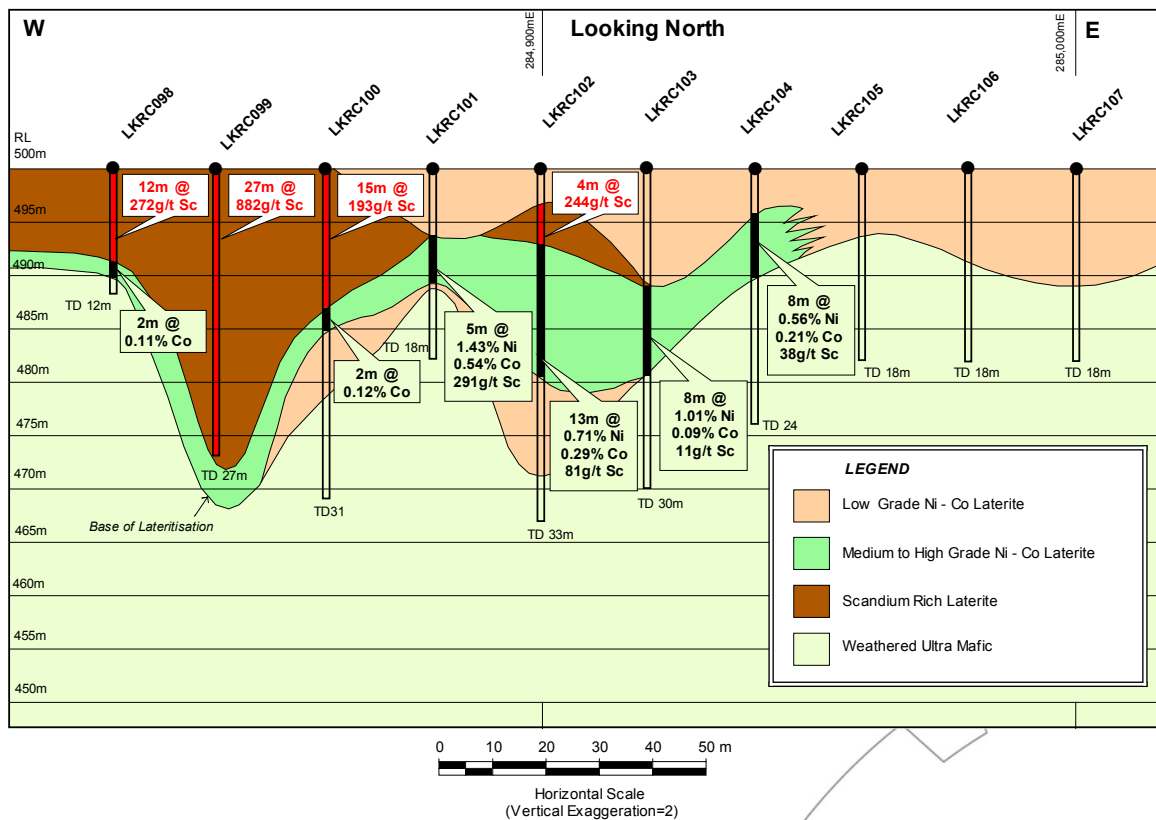 W
Looking North
E
284,900mE
285,000mE
LKRC098
LKRC099
LKRC100
LKRC101
LKRC102
LKRC103
LKRC104
LKRC105
LKRC106
LKRC107
RL
500m
495m
490m
485m
480m
475m
470m
465m
460m
455m
450m
12m @
272g/t Sc
27m @
882g/t Sc
15m @
193g/t Sc
4m @
244g/t Sc
TD 12m
2m @
0.11% Co
TD 27m
Base of Lateritisation
2m @
0.12% Co
TD31
TD 18m
5m @
1.43% Ni
0.54% Co
291g/t Sc
13m @
0.71% Ni
0.29% Co
81g/t Sc
TD 33m
8m @
1.01% Ni
0.09% Co
11g/t Sc
TD 30m
8m @
0.56% Ni
0.21% Co
38g/t Sc
TD 24
TD 18m
TD 18m
TD 18m
LEGEND
Low Grade Ni - Co Laterite
Medium to High Grade Ni - Co Laterite
Scandium Rich Laterite
Weathered Ultra Mafic
0 10 20 30 40 50 m
Horizontal Scale
(Vertical Exaggeration=2)